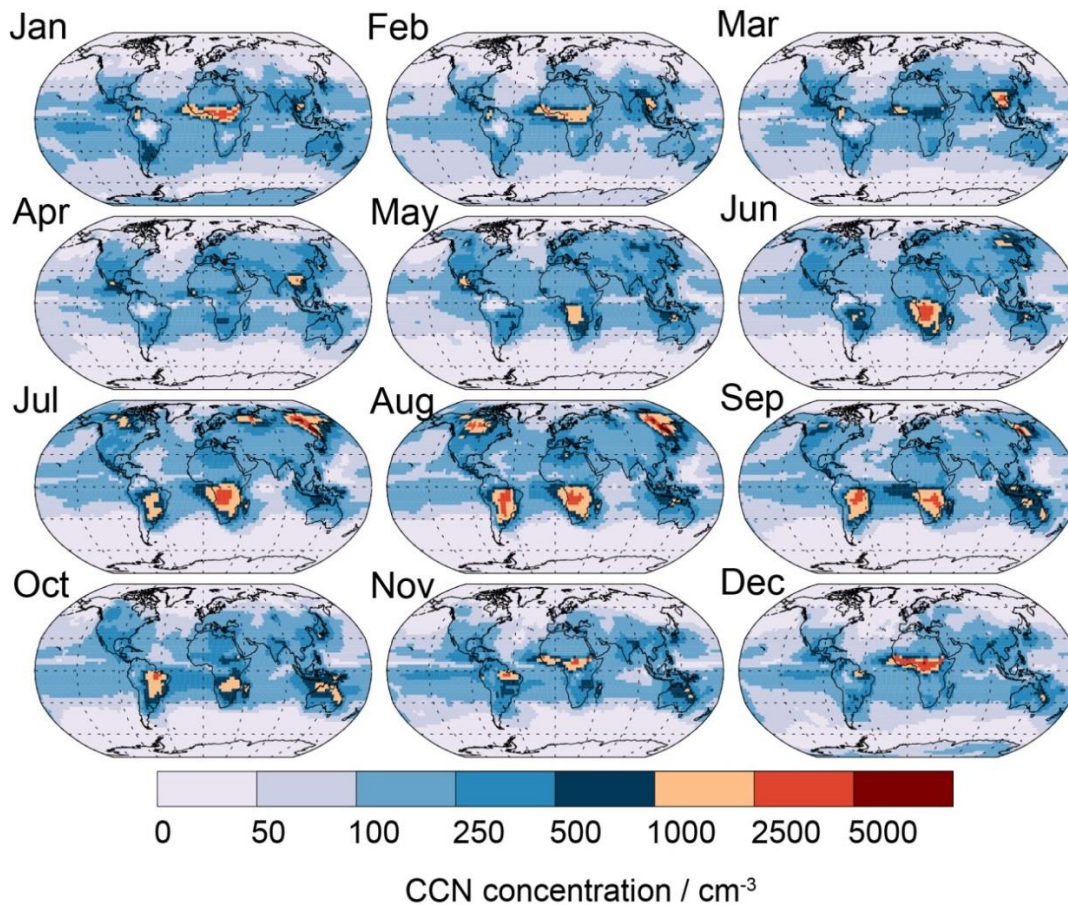 Jan Feb Mar
Apr May Jun
Jul Aug Sep
Oct Nov Dec
0 50 100 250 500 1000 2500 5000
CCN concentration / cm⁻³